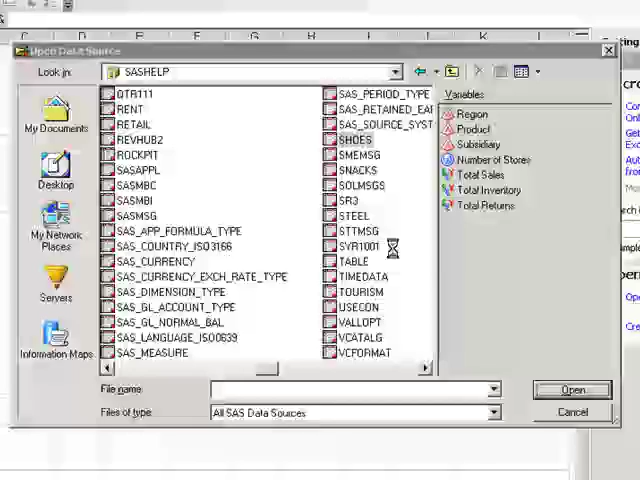 C
D
E
F
G
H
I
J
K
L
Open Data Source
Look in:
SASHELP
My Documents
Desktop
My Network
Places
Servers
Information Maps
QTR111
RENT
RETAIL
REVHUB2
ROCKPIT
SASAPPL
SASMBC
SASMBI
SASMSG
SAS_APP_FORMULA_TYPE
SAS_COUNTRY_ISO3166
SAS_CURRENCY
SAS_CURRENCY_EXCH_RATE_TYPE
SAS_DIMENSION_TYPE
SAS_GL_ACCOUNT_TYPE
SAS_GL_NORMAL_BAL
SAS_LANGUAGE_ISO0639
SAS_MEASURE
SAS_PERIOD_TYPE
SAS_RETAINED_EAR
SAS_SOURCE_SYST
SHOES
SMEMSG
SNACKS
SOLMSGS
SR3
STEEL
STTMSG
SYR1001
TABLE
TIMEDATA
TOURISM
USECON
VALLOPT
VCATALG
VCFORMAT
Variables
Region
Product
Subsidiary
Number of Stores
Total Sales
Total Inventory
Total Returns
File name:
Open
Files of type:
All SAS Data Sources
Cancel